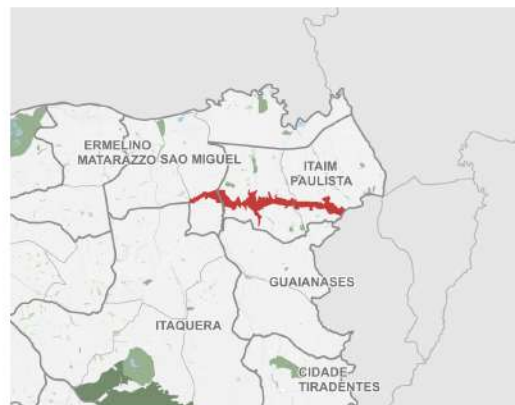 ERMELINO
MATARAZZO
SAO MIGUEL
ITAIM
PAULISTA
GUAIANASES
ITAQUERA
CIDADE
TIRADENTES